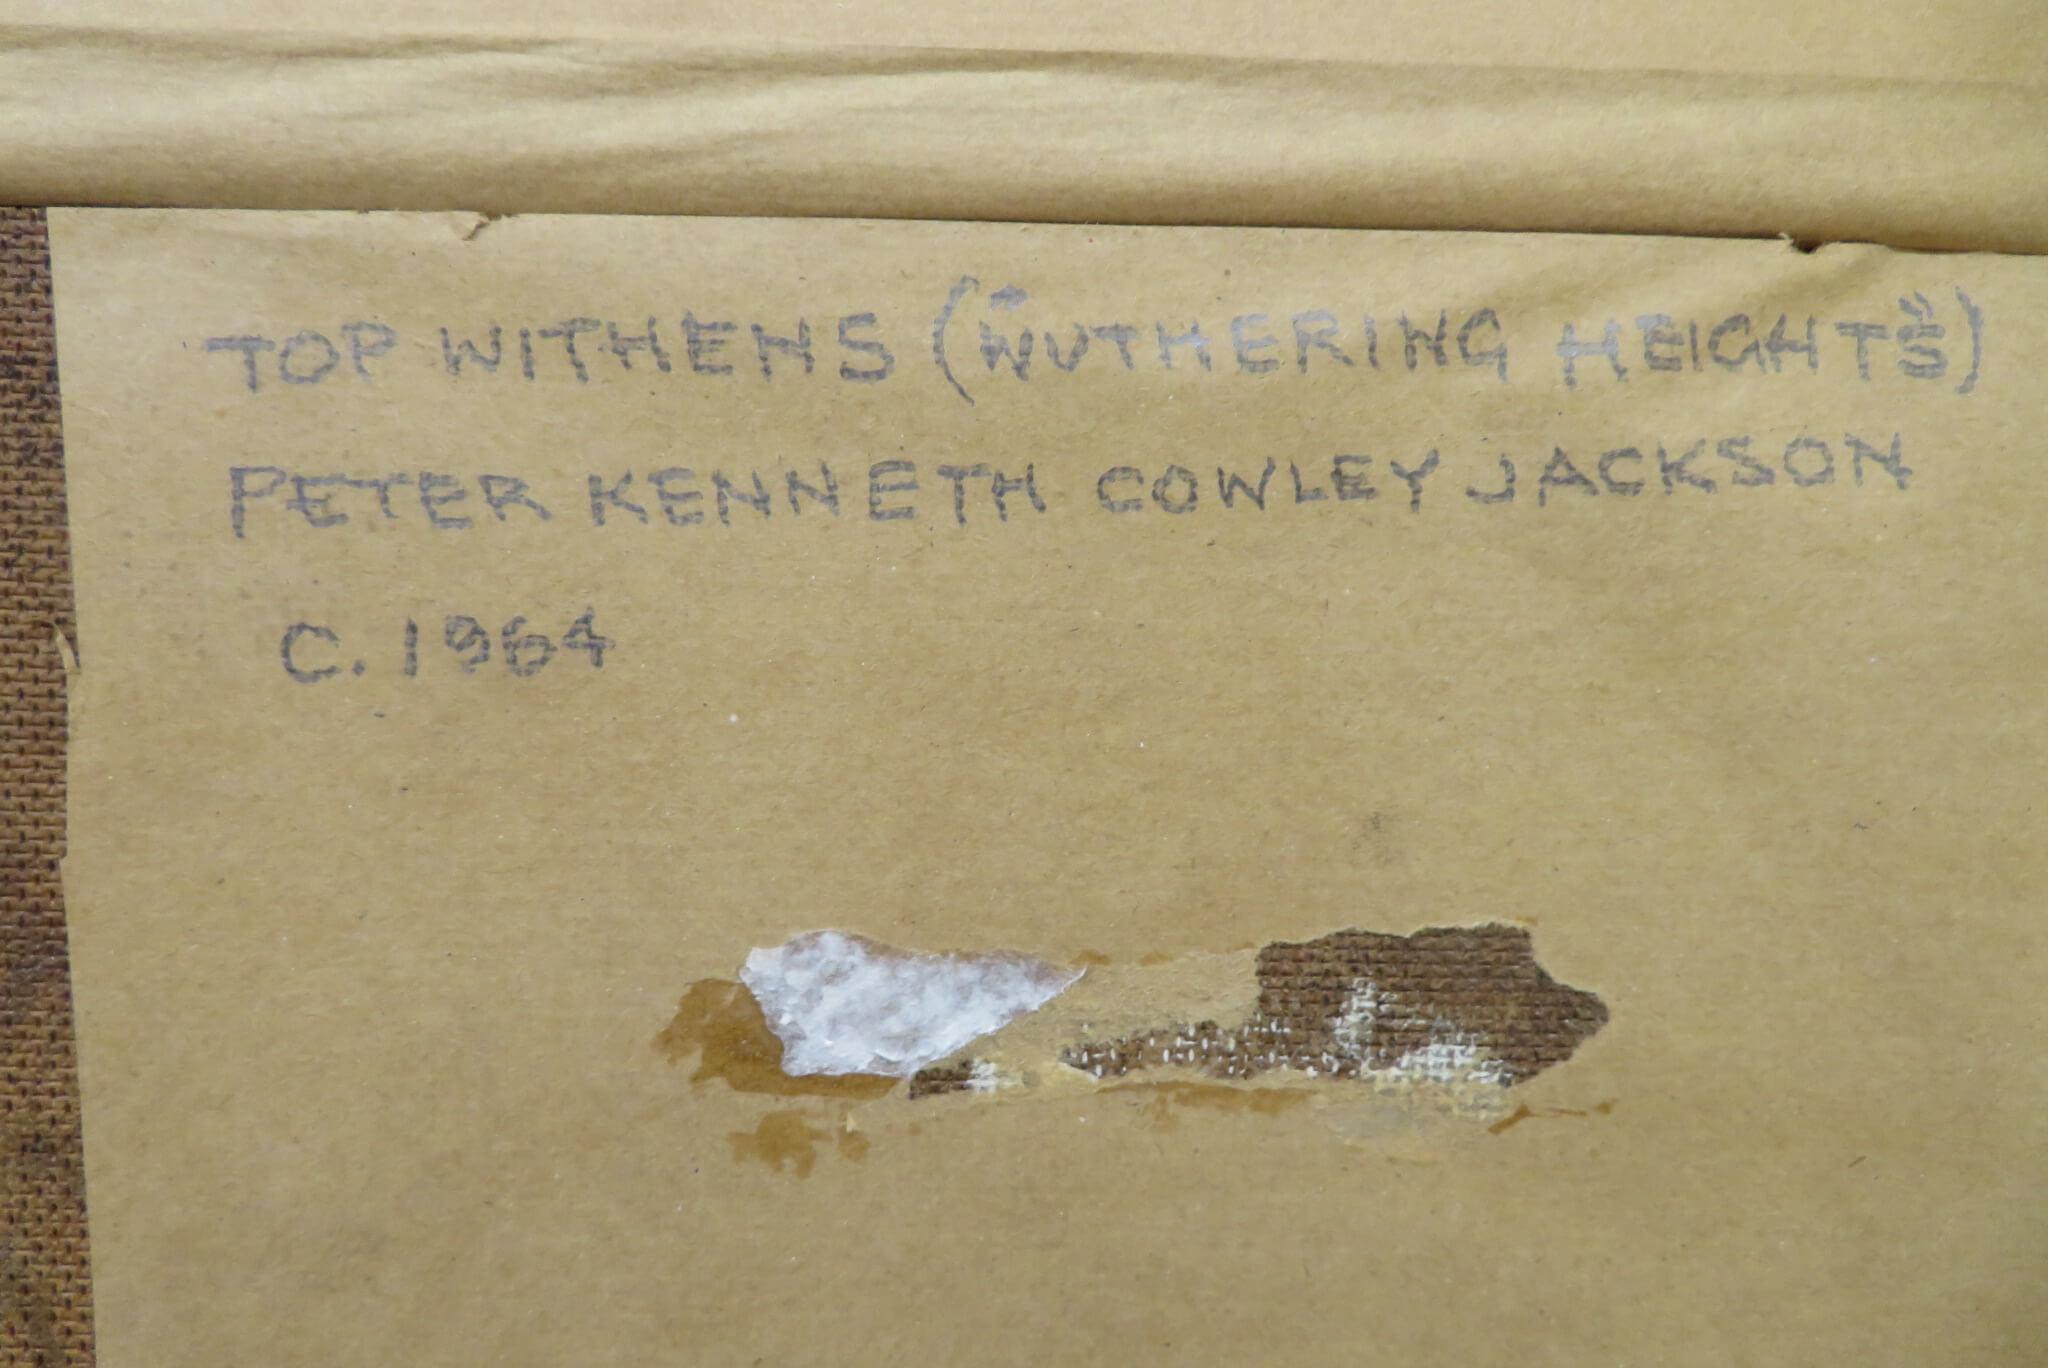 TOP WITHENS ("WUTHERING HEIGHTS")
PETER KENNETH COWLEY JACKSON
C. 1964